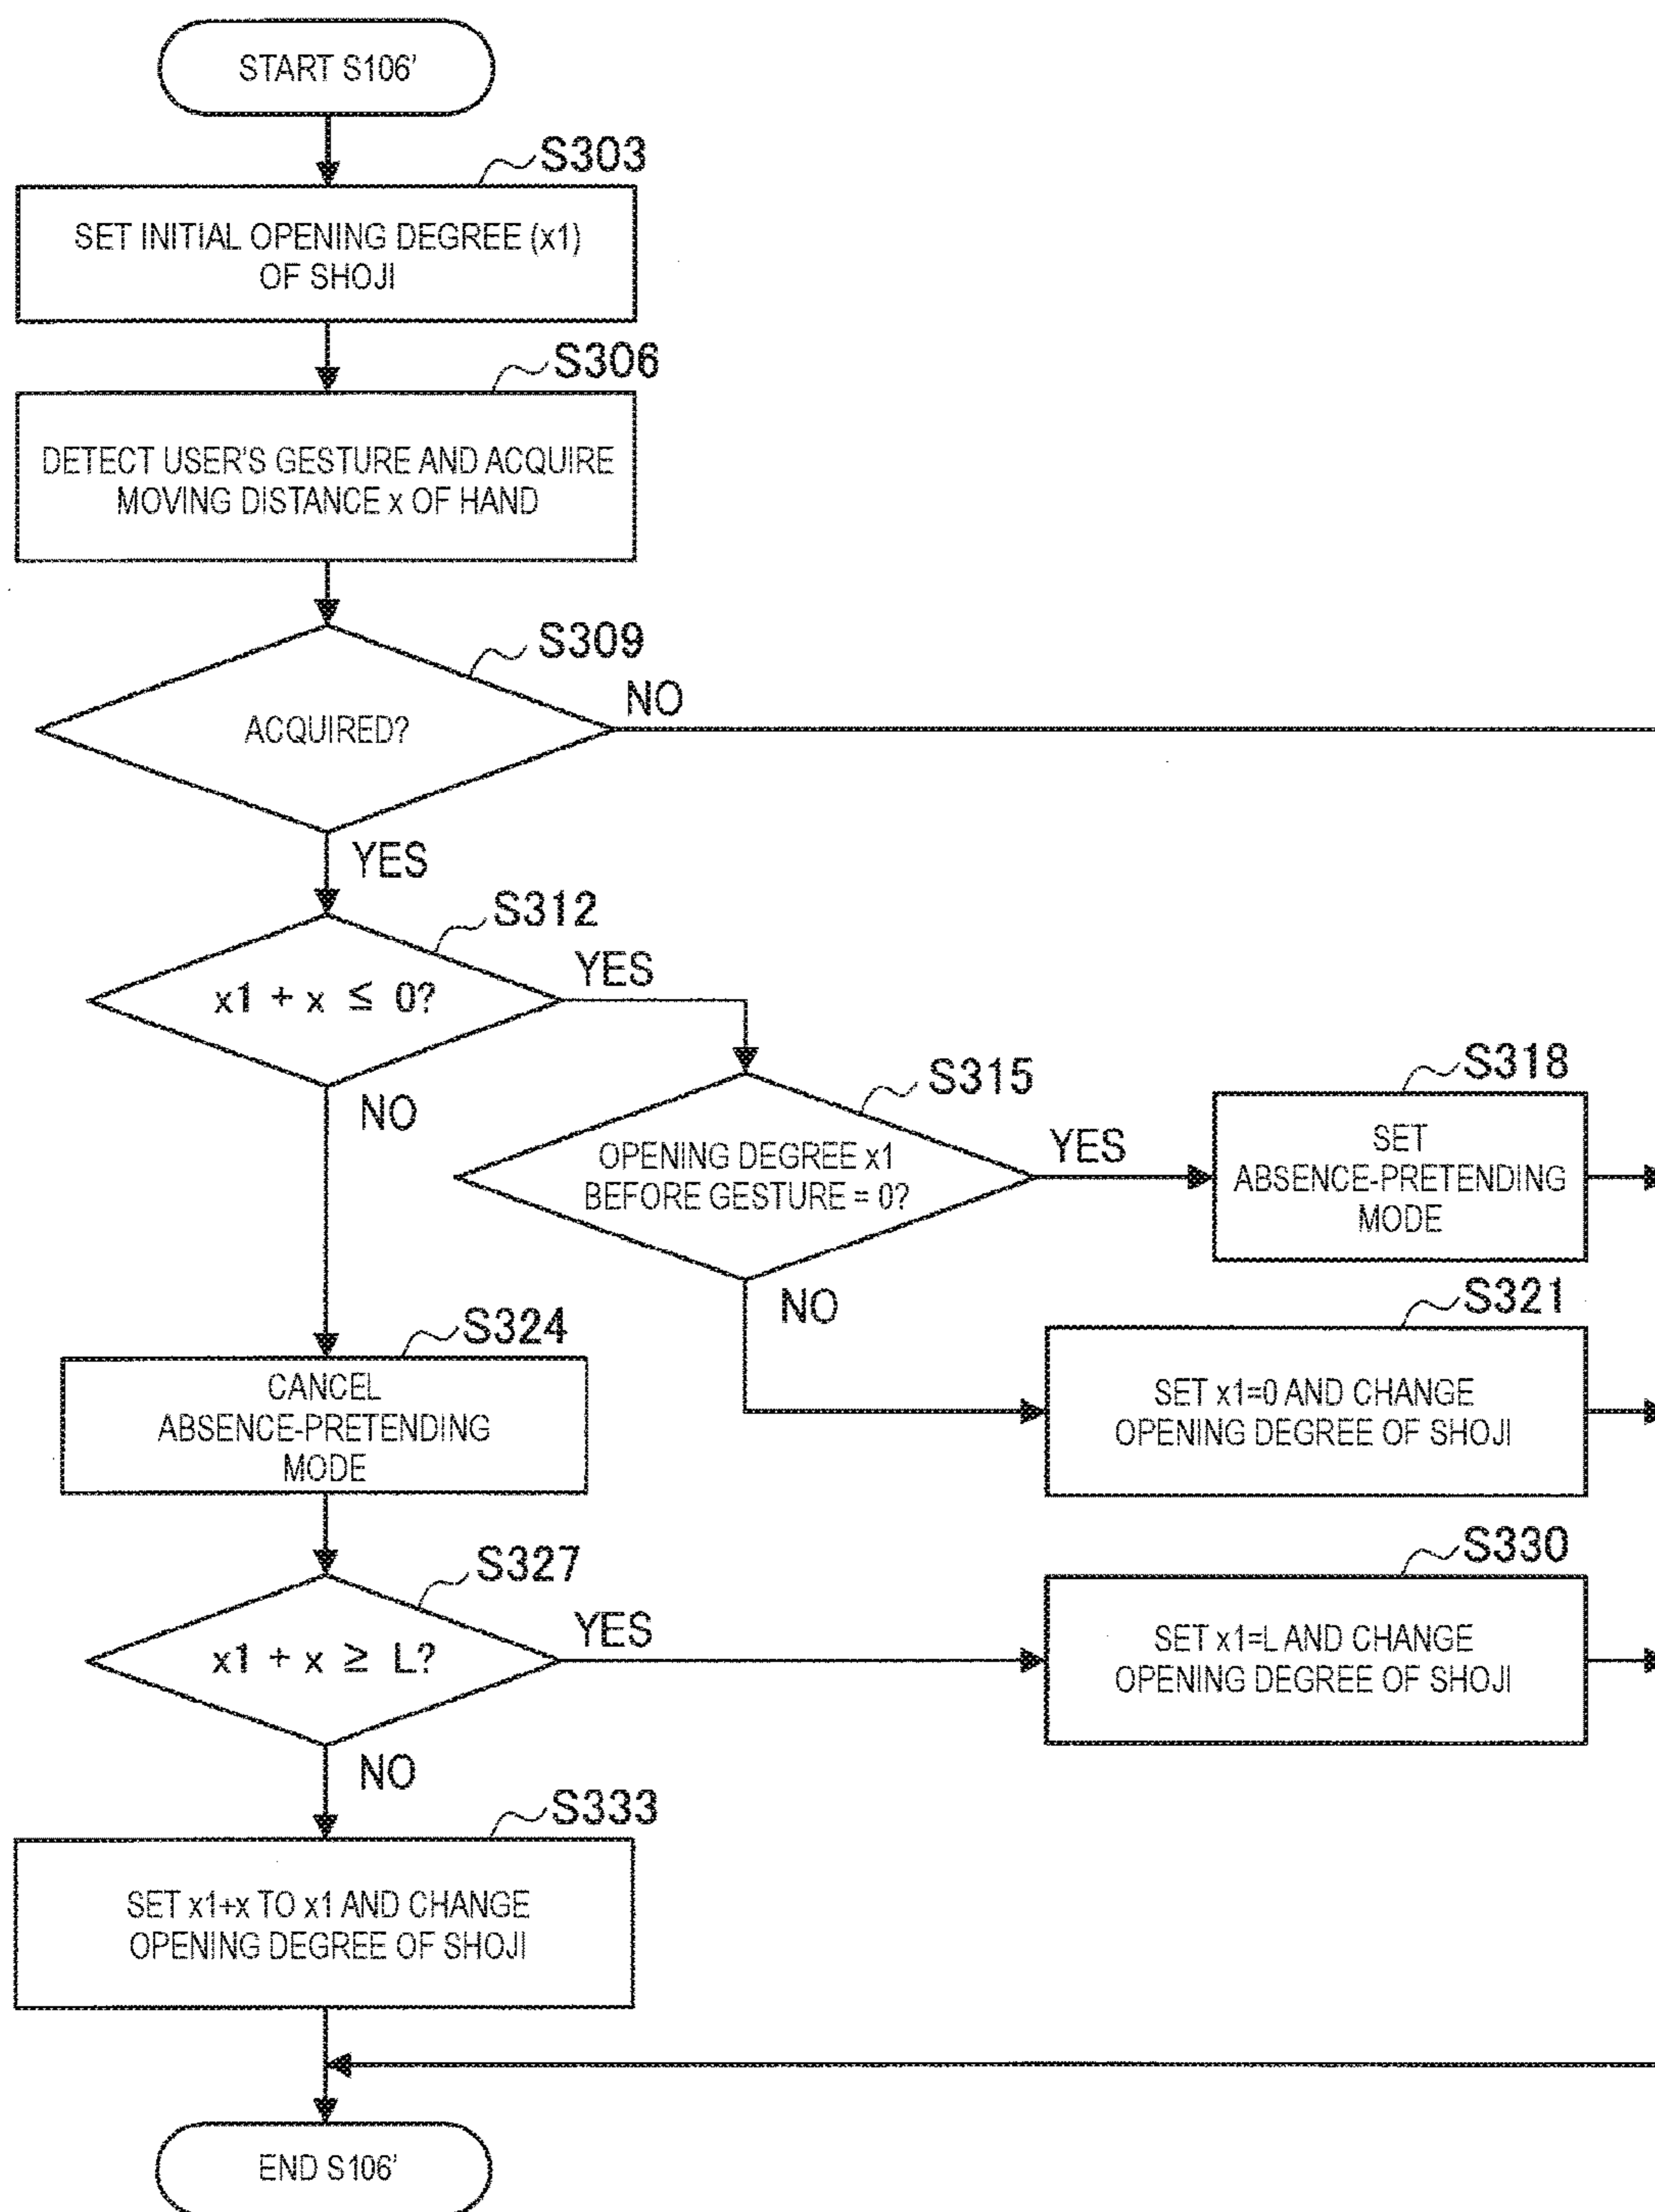 START S106'
S303
SET INITIAL OPENING DEGREE (x1)
OF SHOJI
S306
DETECT USER'S GESTURE AND ACQUIRE
MOVING DISTANCE x OF HAND
S309
ACQUIRED?
NO
YES
S312
x1 + x ≤ 0?
YES
NO
S315
OPENING DEGREE x1
BEFORE GESTURE = 0?
YES
NO
S318
SET
ABSENCE-PRETENDING
MODE
S321
SET x1=0 AND CHANGE
OPENING DEGREE OF SHOJI
S324
CANCEL
ABSENCE-PRETENDING
MODE
S327
x1 + x ≥ L?
YES
NO
S330
SET x1=L AND CHANGE
OPENING DEGREE OF SHOJI
S333
SET x1+x TO x1 AND CHANGE
OPENING DEGREE OF SHOJI
END S106'